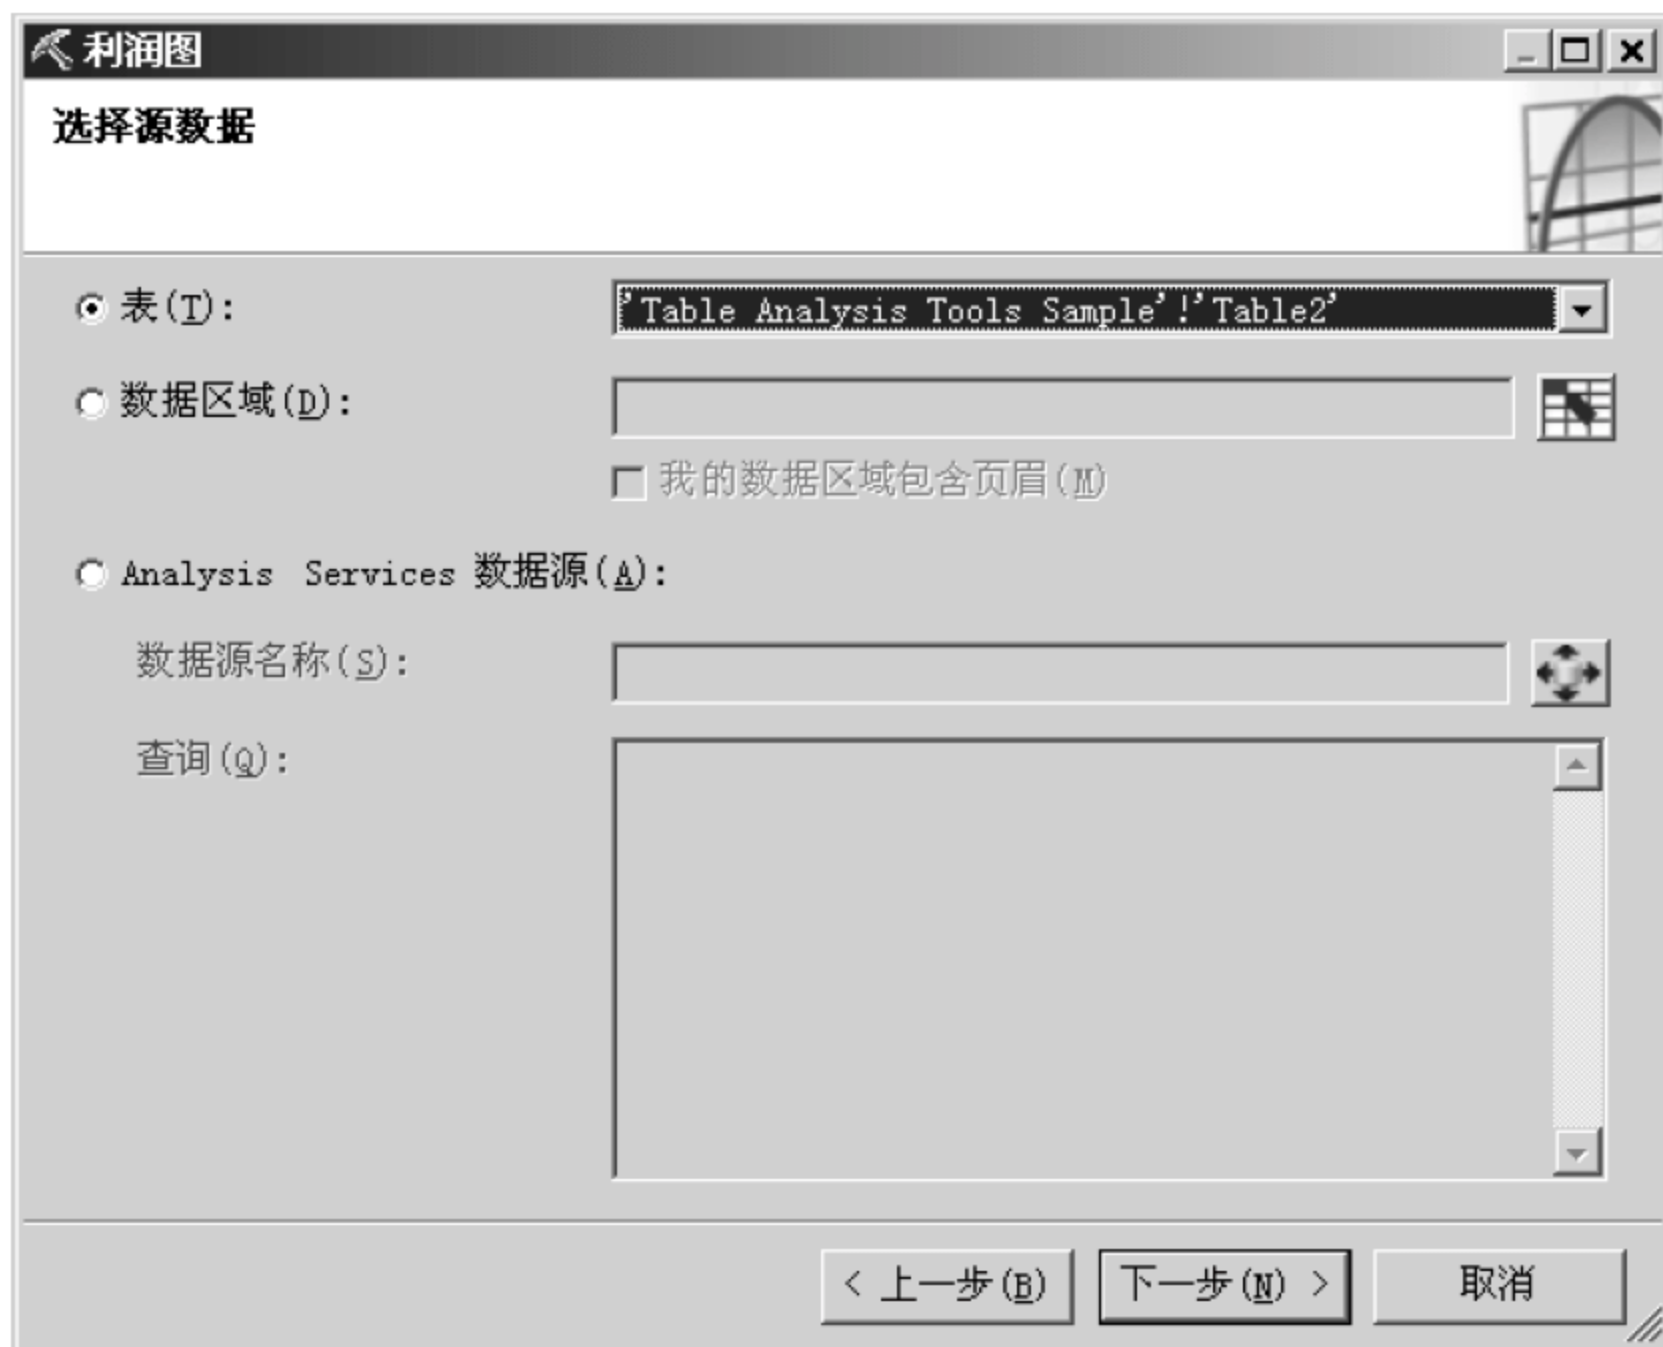 利润图
选择源数据
表(T):
'Table Analysis Tools Sample'!'Table2'
数据区域(D):
我的数据区域包含页眉(M)
Analysis Services 数据源(A):
数据源名称(S):
查询(Q):
< 上一步(B)
下一步(N) >
取消